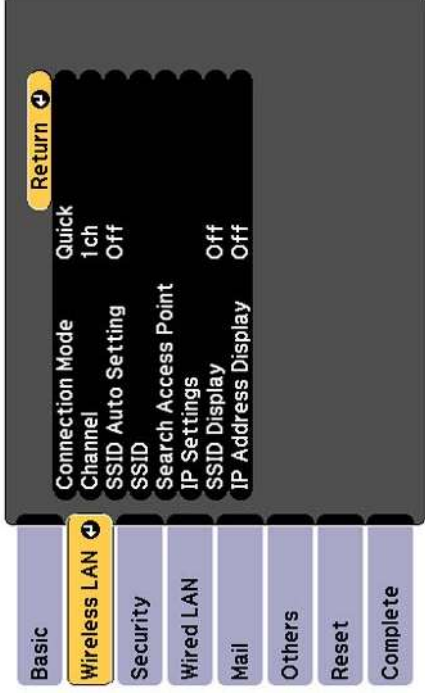 Basic
Wireless LAN
Security
Wired LAN
Mail
Others
Reset
Complete
Return
Connection Mode Quick
Channel 1ch
SSID Auto Setting Off
SSID
Search Access Point
IP Settings
SSID Display Off
IP Address Display Off